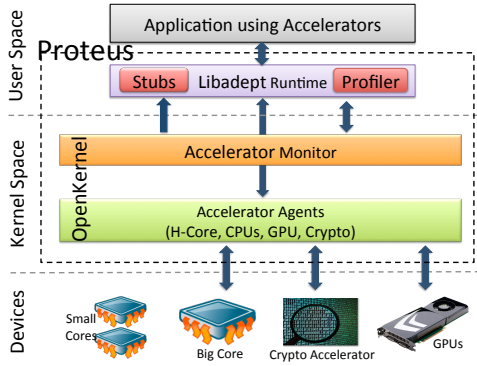 User Space
Application using Accelerators
Proteus
Stubs
Libadept Runtime
Profiler
Kernel Space
OpenKernel
Accelerator Monitor
Accelerator Agents
(H-Core, CPUs, GPU, Crypto)
Devices
Small
Cores
Big Core
Crypto Accelerator
GPUs